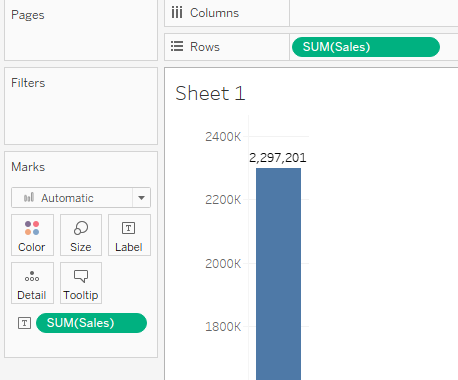 Pages
Columns
Rows
SUM(Sales)
Filters
Marks
Automatic
Color
Size
T
Label
Detail
Tooltip
T
SUM(Sales)
Sheet 1
2400K
2,297,201
2200K
2000K
1800K